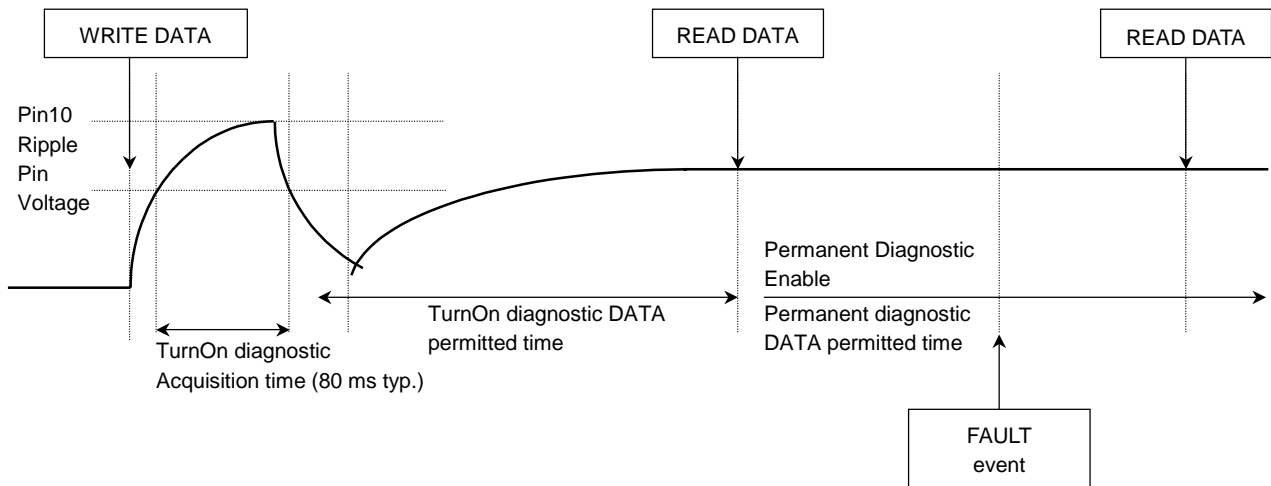 WRITE DATA
READ DATA
READ DATA
Pin10
Ripple
Pin
Voltage
Permanent Diagnostic
Enable
TurnOn diagnostic DATA
permitted time
Permanent diagnostic
DATA permitted time
TurnOn diagnostic
Acquisition time (80 ms typ.)
FAULT
event